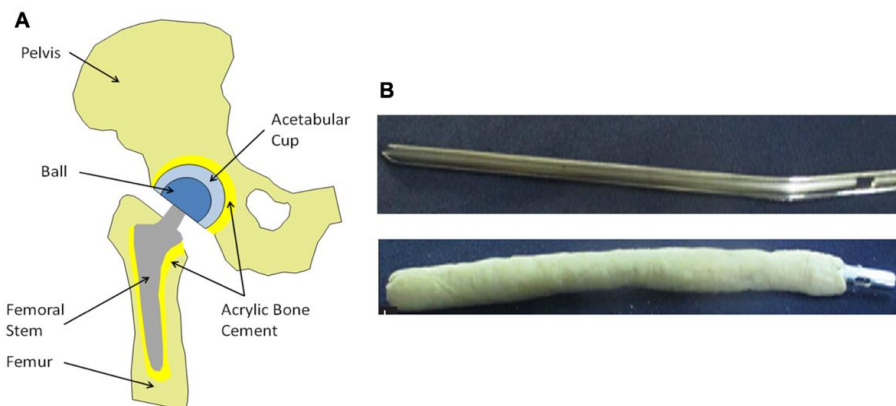 A
Pelvis
Acetabular
Cup
Ball
Femoral
Stem
Acrylic Bone
Cement
Femur
B